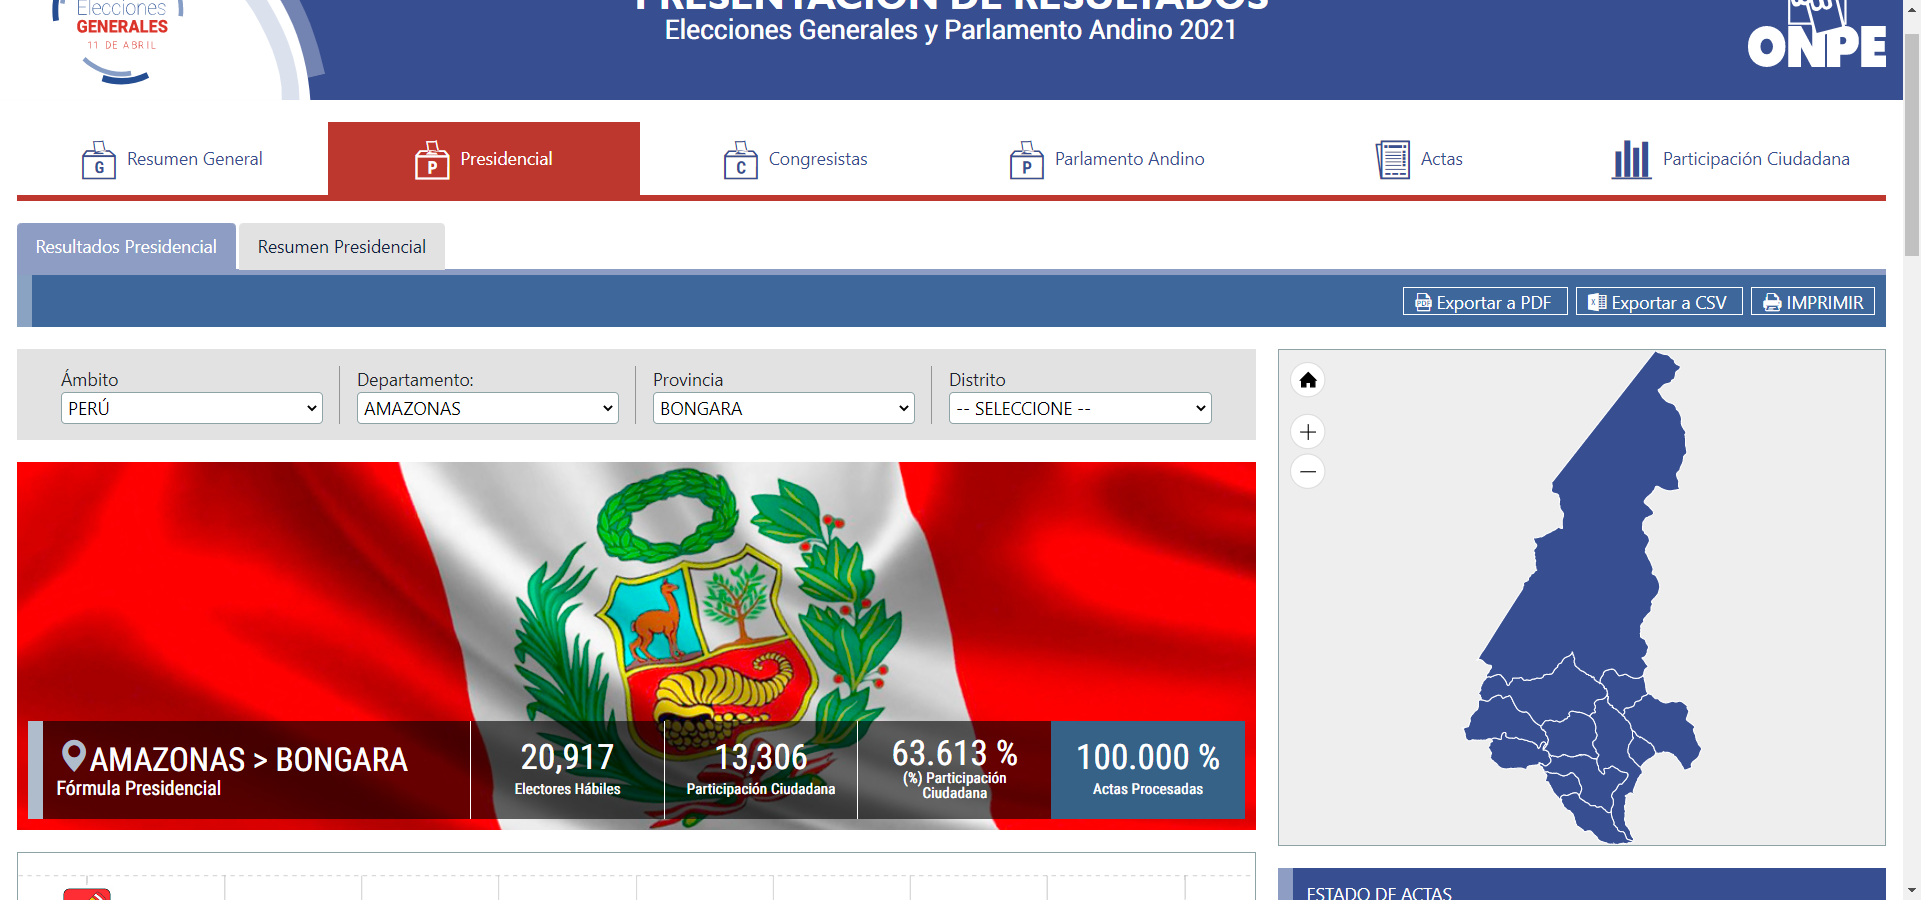 Elecciones
GENERALES
11 DE ABRIL
PRESENTACIÓN DE RESULTADOS
Elecciones Generales y Parlamento Andino 2021
ONPE
G Resumen General
P Presidencial
C Congresistas
P Parlamento Andino
Actas
Participación Ciudadana
Resultados Presidencial
Resumen Presidencial
PDF Exportar a PDF
X Exportar a CSV
IMPRIMIR
Ámbito
PERÚ
Departamento:
AMAZONAS
Provincia
BONGARA
Distrito
-- SELECCIONE --
AMAZONAS > BONGARA
Fórmula Presidencial
20,917
Electores Hábiles
13,306
Participación Ciudadana
63.613 %
(%) Participación
Ciudadana
100.000 %
Actas Procesadas
ESTADO DE ACTAS